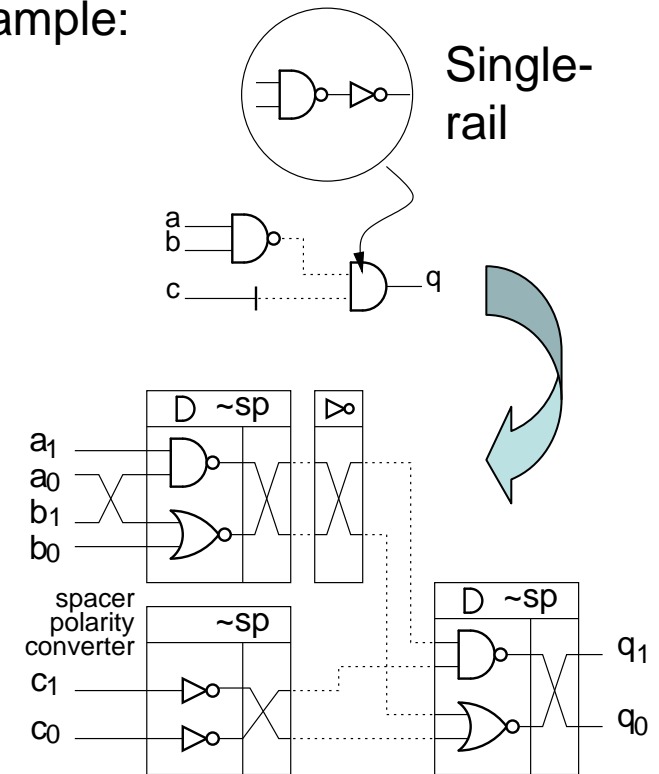 ample:
Single-
rail
a
b
c
q
~sp
a1
a0
b1
b0
spacer
polarity
converter
~sp
c1
c0
~sp
q1
q0